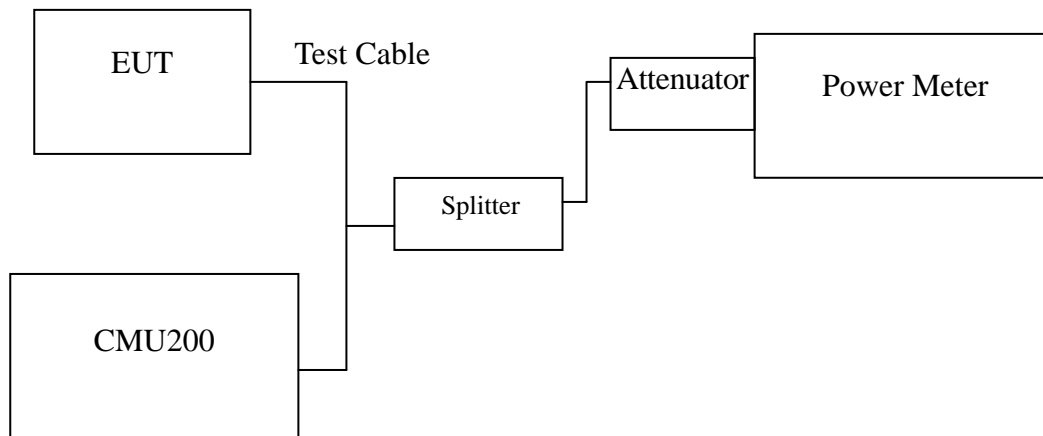 EUT
Test Cable
Attenuator
Power Meter
Splitter
CMU200